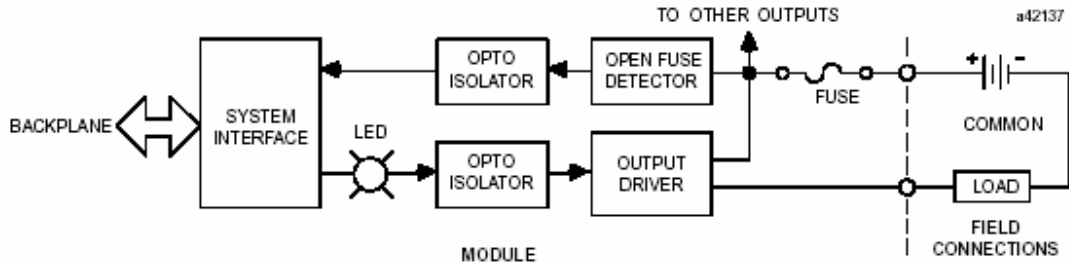 TO OTHER OUTPUTS
a42137
OPTO
ISOLATOR
OPEN FUSE
DETECTOR
+
-
FUSE
BACKPLANE
SYSTEM
INTERFACE
LED
COMMON
OPTO
ISOLATOR
OUTPUT
DRIVER
LOAD
MODULE
FIELD
CONNECTIONS